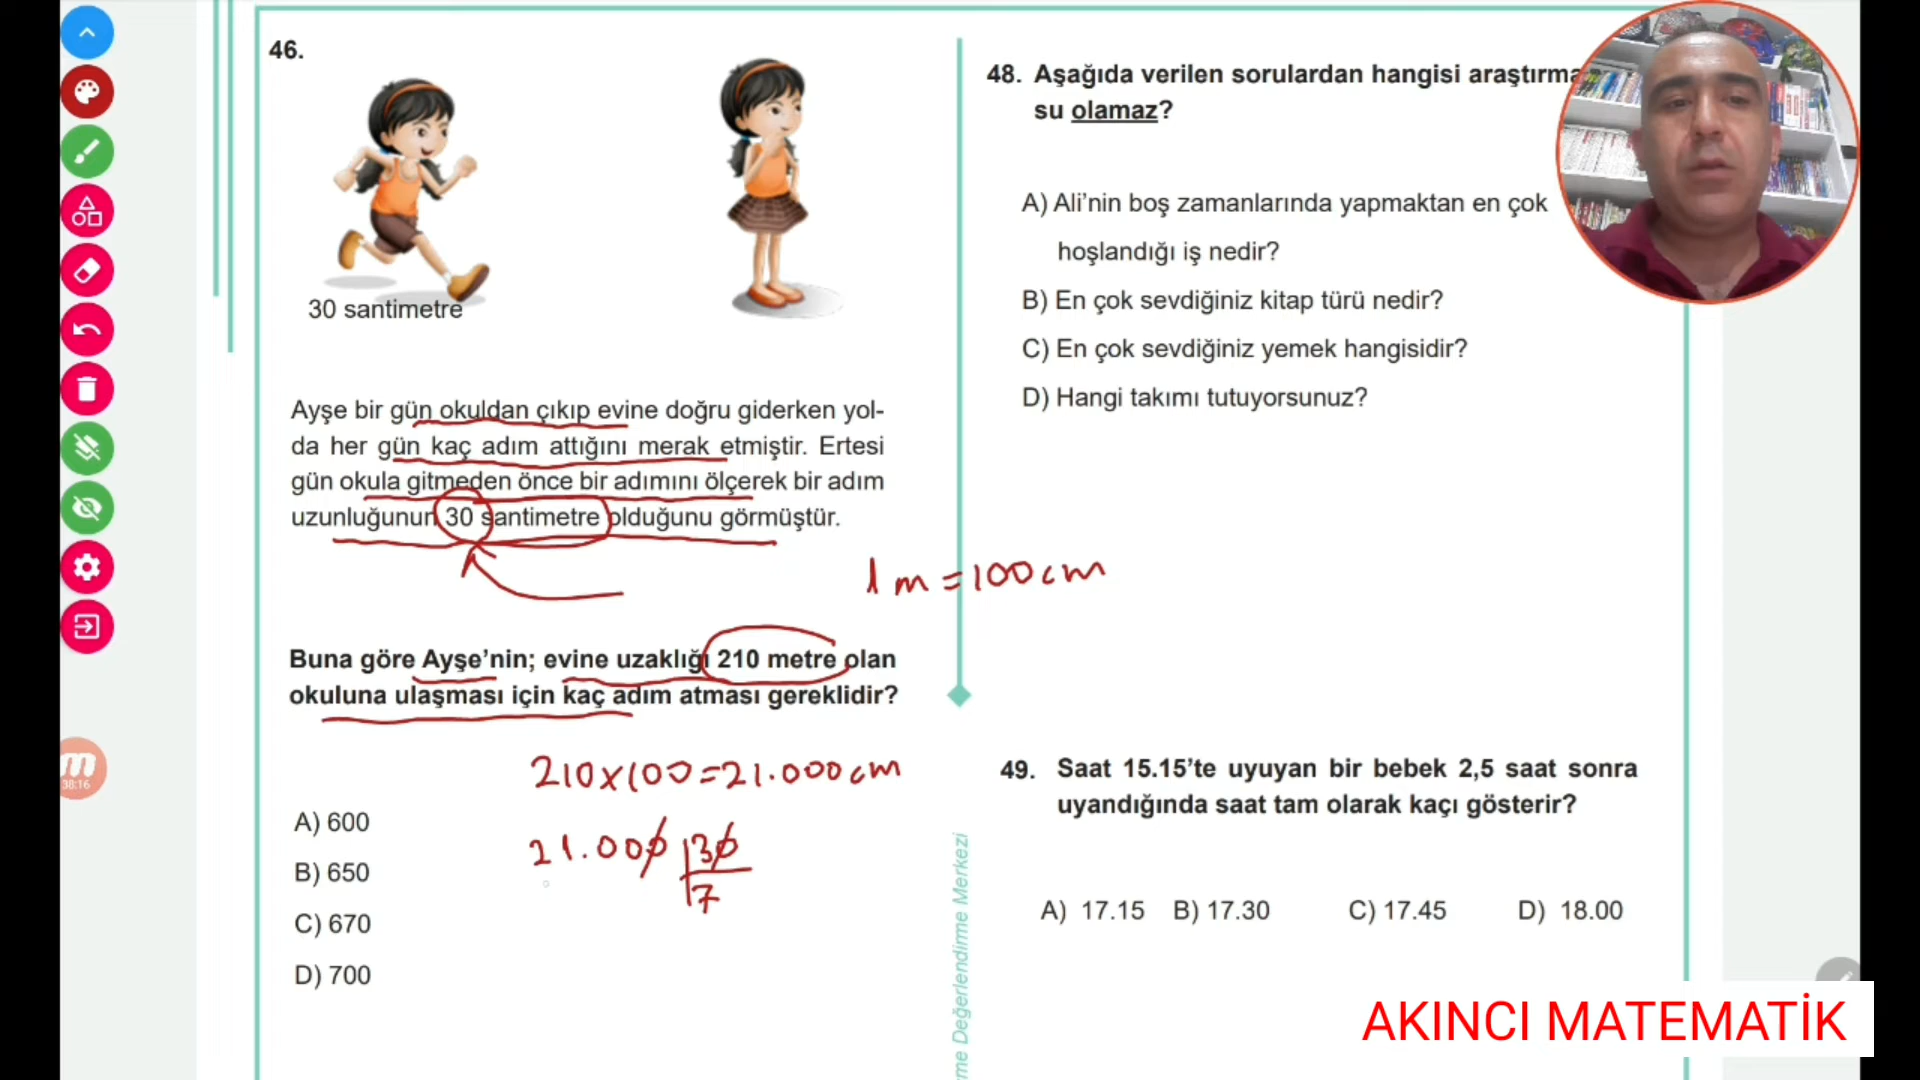 46.
30 santimetre
Ayşe bir gün okuldan çıkıp evine doğru giderken yol-
da her gün kaç adım attığını merak etmiştir. Ertesi
gün okula gitmeden önce bir adımını ölçerek bir adım
uzunluğunun 30 santimetre olduğunu görmüştür.
1 m = 100 cm
Buna göre Ayşe'nin; evine uzaklığı 210 metre olan
okuluna ulaşması için kaç adım atması gereklidir?
210 x 100 = 21.000 cm
21.000 30
7
A) 600
B) 650
C) 670
D) 700
48. Aşağıda verilen sorulardan hangisi araştırma
su olamaz?
A) Ali'nin boş zamanlarında yapmaktan en çok
hoşlandığı iş nedir?
B) En çok sevdiğiniz kitap türü nedir?
C) En çok sevdiğiniz yemek hangisidir?
D) Hangi takımı tutuyorsunuz?
49. Saat 15.15'te uyuyan bir bebek 2,5 saat sonra
uyandığında saat tam olarak kaçı gösterir?
A) 17.15 B) 17.30 C) 17.45 D) 18.00
me Değerlendirme Merkezi
38:16
AKINCI MATEMATİK